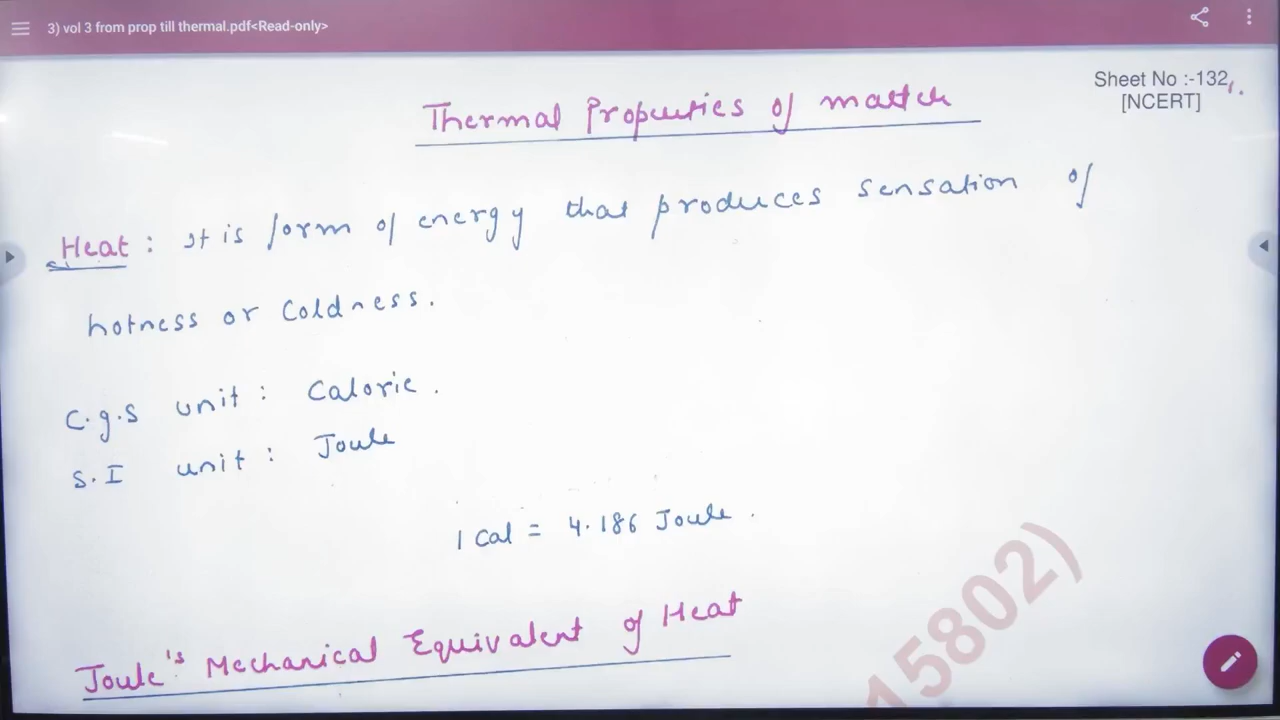 3) vol 3 from prop till thermal.pdf<Read-only>
Sheet No :-132
[NCERT]
Thermal Properties of matter
Heat : It is form of energy that produces sensation of
hotness or coldness.
C.g.S unit : Calorie.
S.I unit : Joule
1 Cal = 4.186 Joule.
Joule's Mechanical Equivalent of Heat
15802)